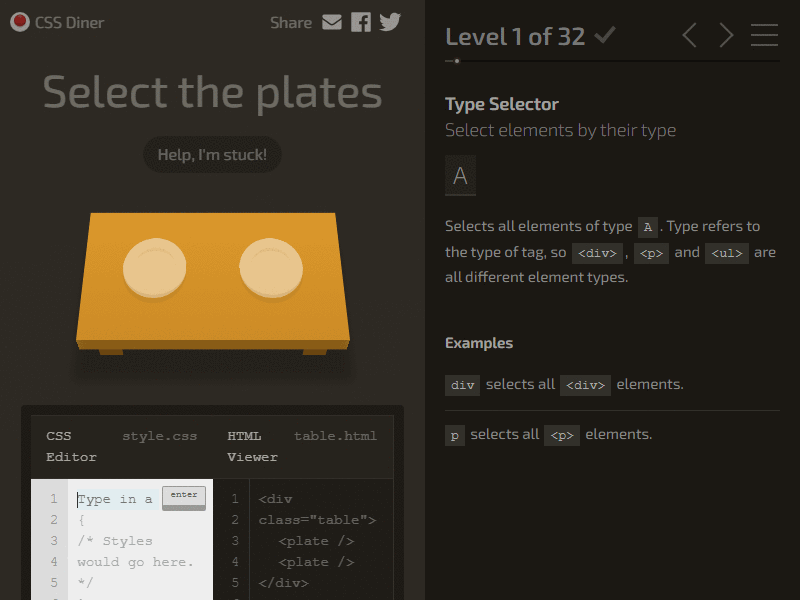 CSS Diner
Share
Select the plates
Help, I'm stuck!
CSS Editor
style.css
HTML Viewer
table.html
1 Type in a
enter
2 {
3 /* Styles
4 would go here.
5 */
1 <div
2 class="table">
3 <plate />
4 <plate />
5 </div>
Level 1 of 32
Type Selector
Select elements by their type
A
Selects all elements of type A. Type refers to
the type of tag, so <div>, <p> and <ul> are
all different element types.
Examples
div selects all <div> elements.
p selects all <p> elements.